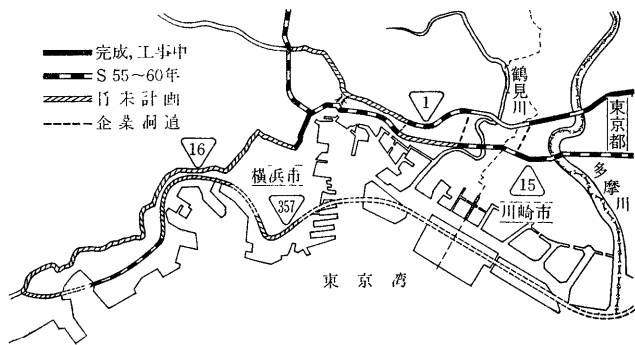 完成,工事中
S 55~60年
将来計画
企業洞道
鶴見川
東京都
1
16
横浜市
15
多摩川
357
川崎市
東京湾